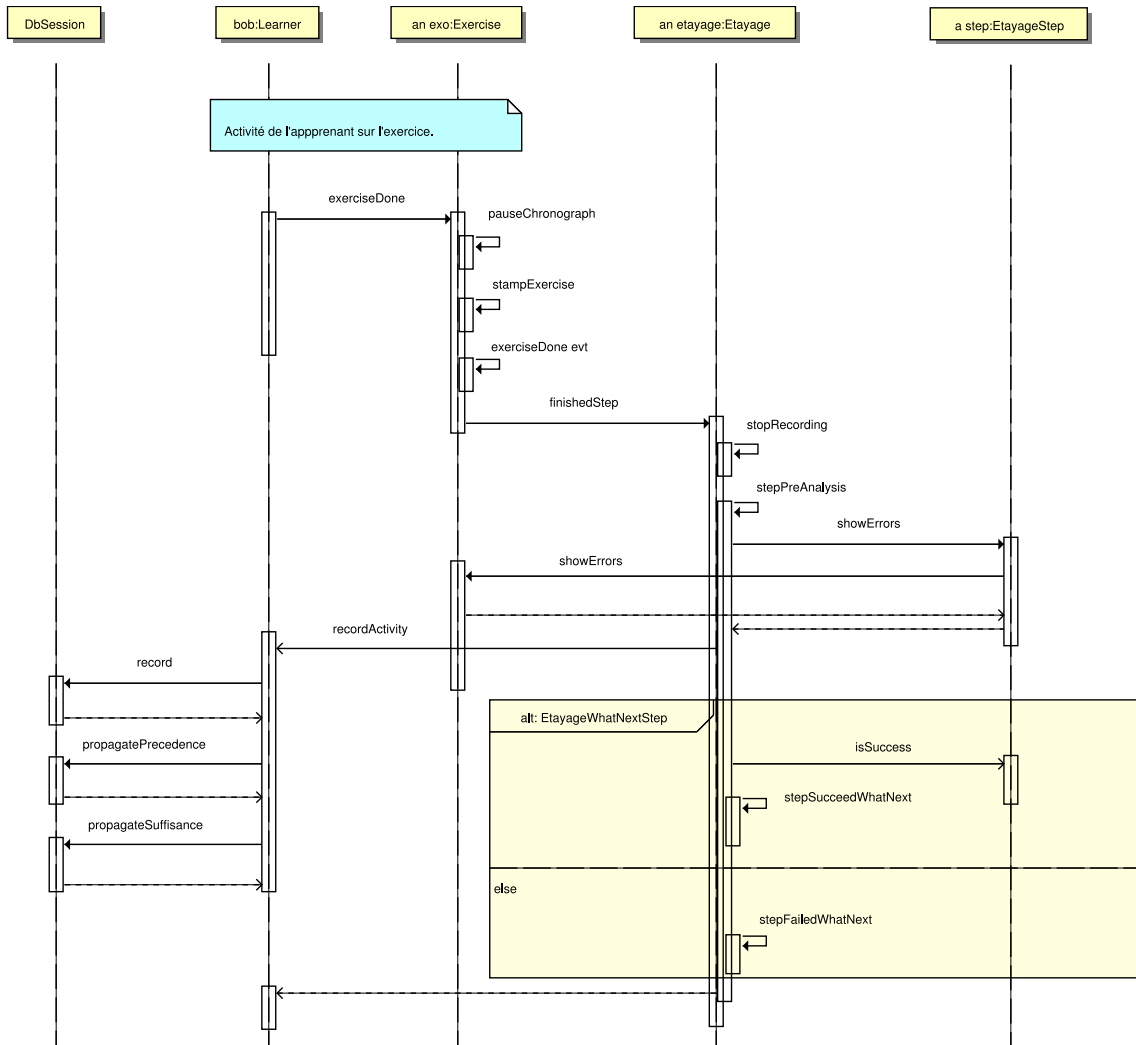 DbSession
bob:Learner
an exo:Exercise
an etayage:Etayage
a step:EtayageStep
Activité de l'appprenant sur l'exercice.
exerciseDone
pauseChronograph
stampExercise
exerciseDone evt
finishedStep
stopRecording
stepPreAnalysis
showErrors
showErrors
recordActivity
record
alt: EtayageWhatNextStep
propagatePrecedence
isSuccess
stepSucceedWhatNext
propagateSuffisance
else
stepFailedWhatNext